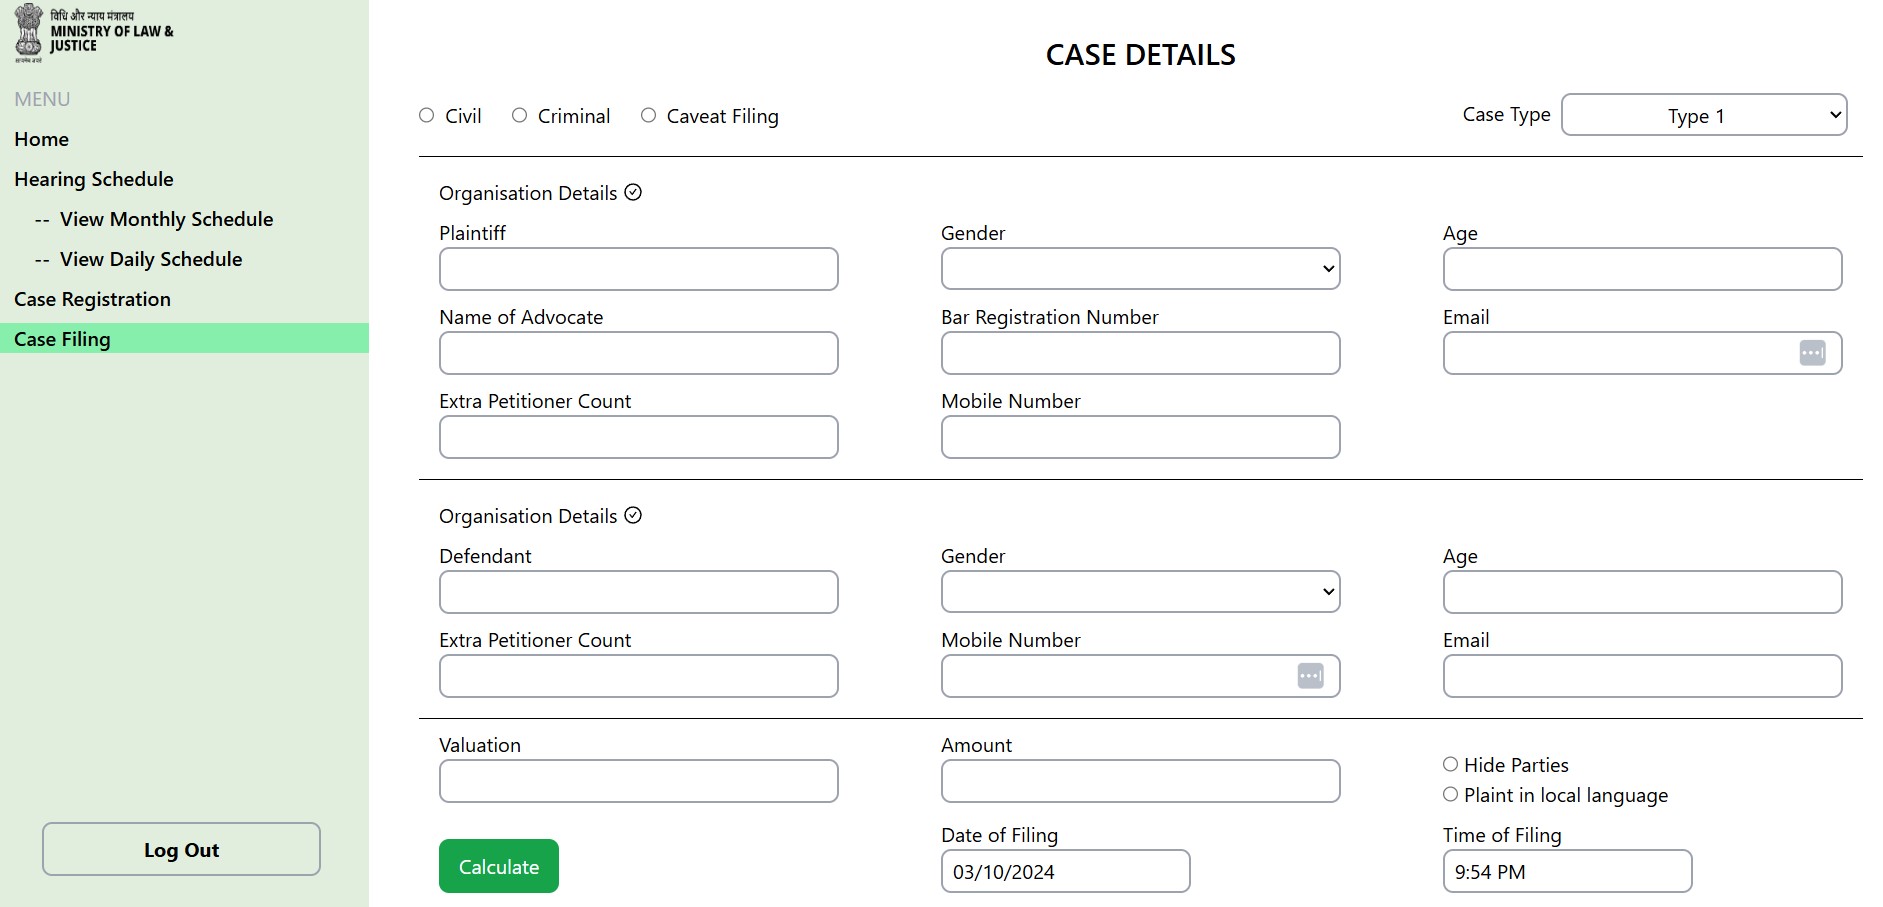 विधि और न्याय मंत्रालय
MINISTRY OF LAW &
JUSTICE
सत्यमेव जयते
MENU
Home
Hearing Schedule
-- View Monthly Schedule
-- View Daily Schedule
Case Registration
Case Filing
Log Out
CASE DETAILS
Civil Criminal Caveat Filing Case Type Type 1
Organisation Details
Plaintiff Gender Age
Name of Advocate Bar Registration Number Email
Extra Petitioner Count Mobile Number
Organisation Details
Defendant Gender Age
Extra Petitioner Count Mobile Number Email
Valuation Amount
Hide Parties
Plaint in local language
Date of Filing Time of Filing
Calculate 03/10/2024 9:54 PM